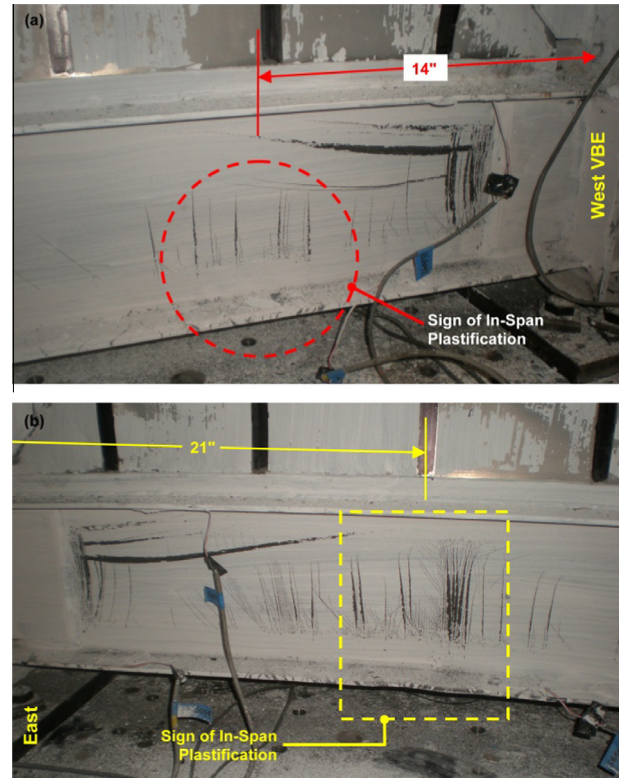 (a)
14"
West VBE
Sign of In-Span
Plastification
(b)
21"
East
Sign of In-Span
Plastification